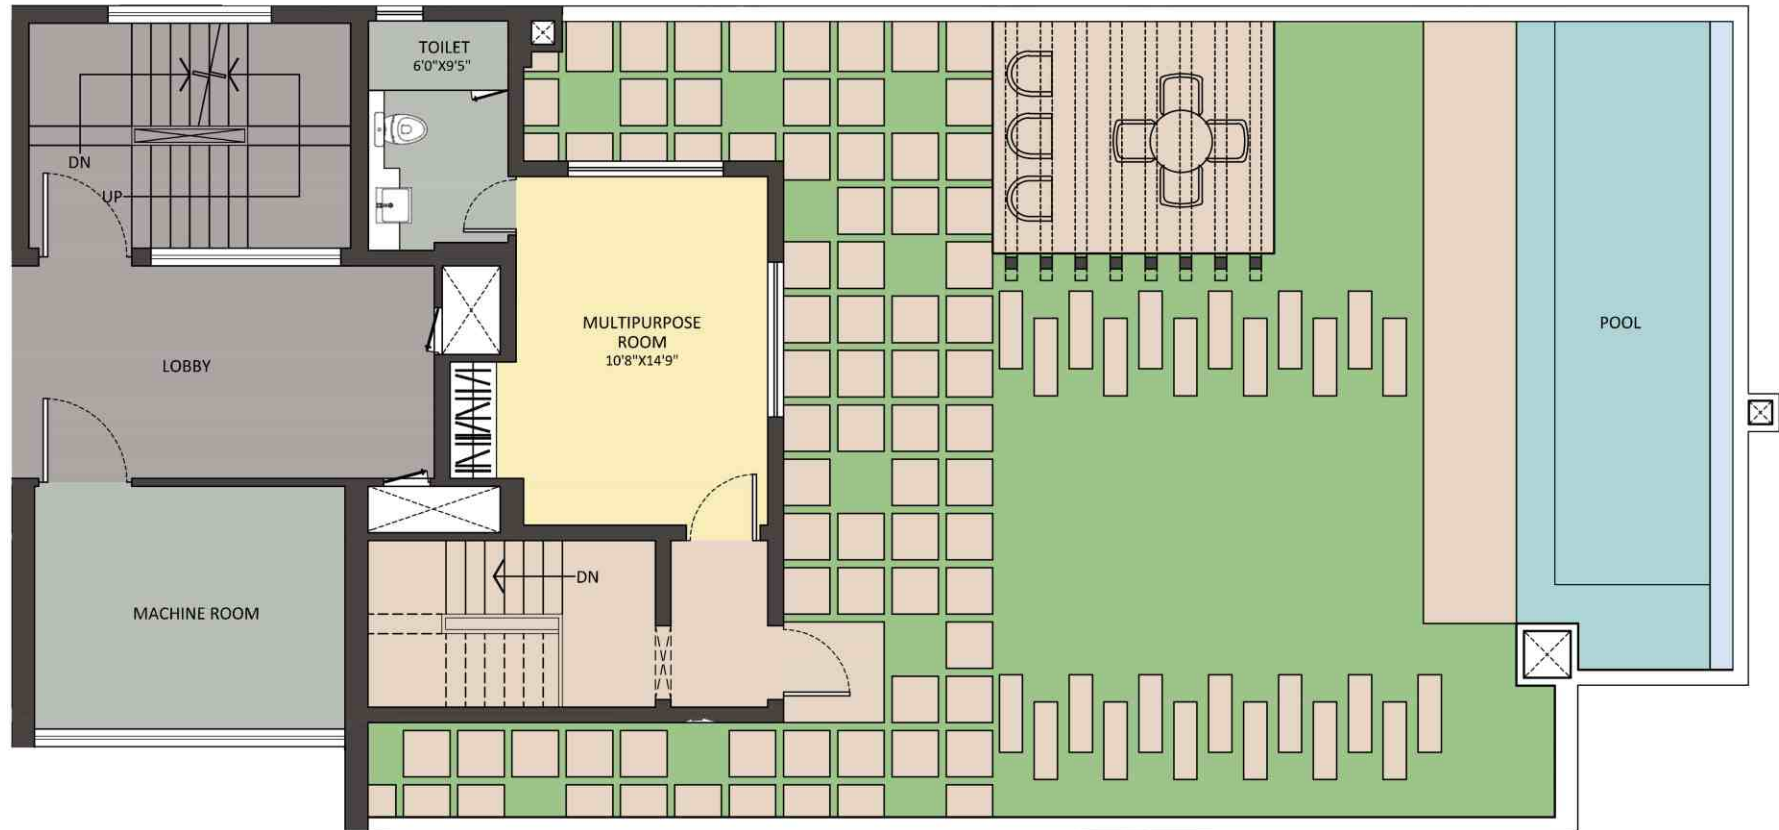 TOILET
6'0"X9'5"
DN
UP
MULTIPURPOSE
ROOM
10'8"X14'9"
POOL
LOBBY
DN
MACHINE ROOM